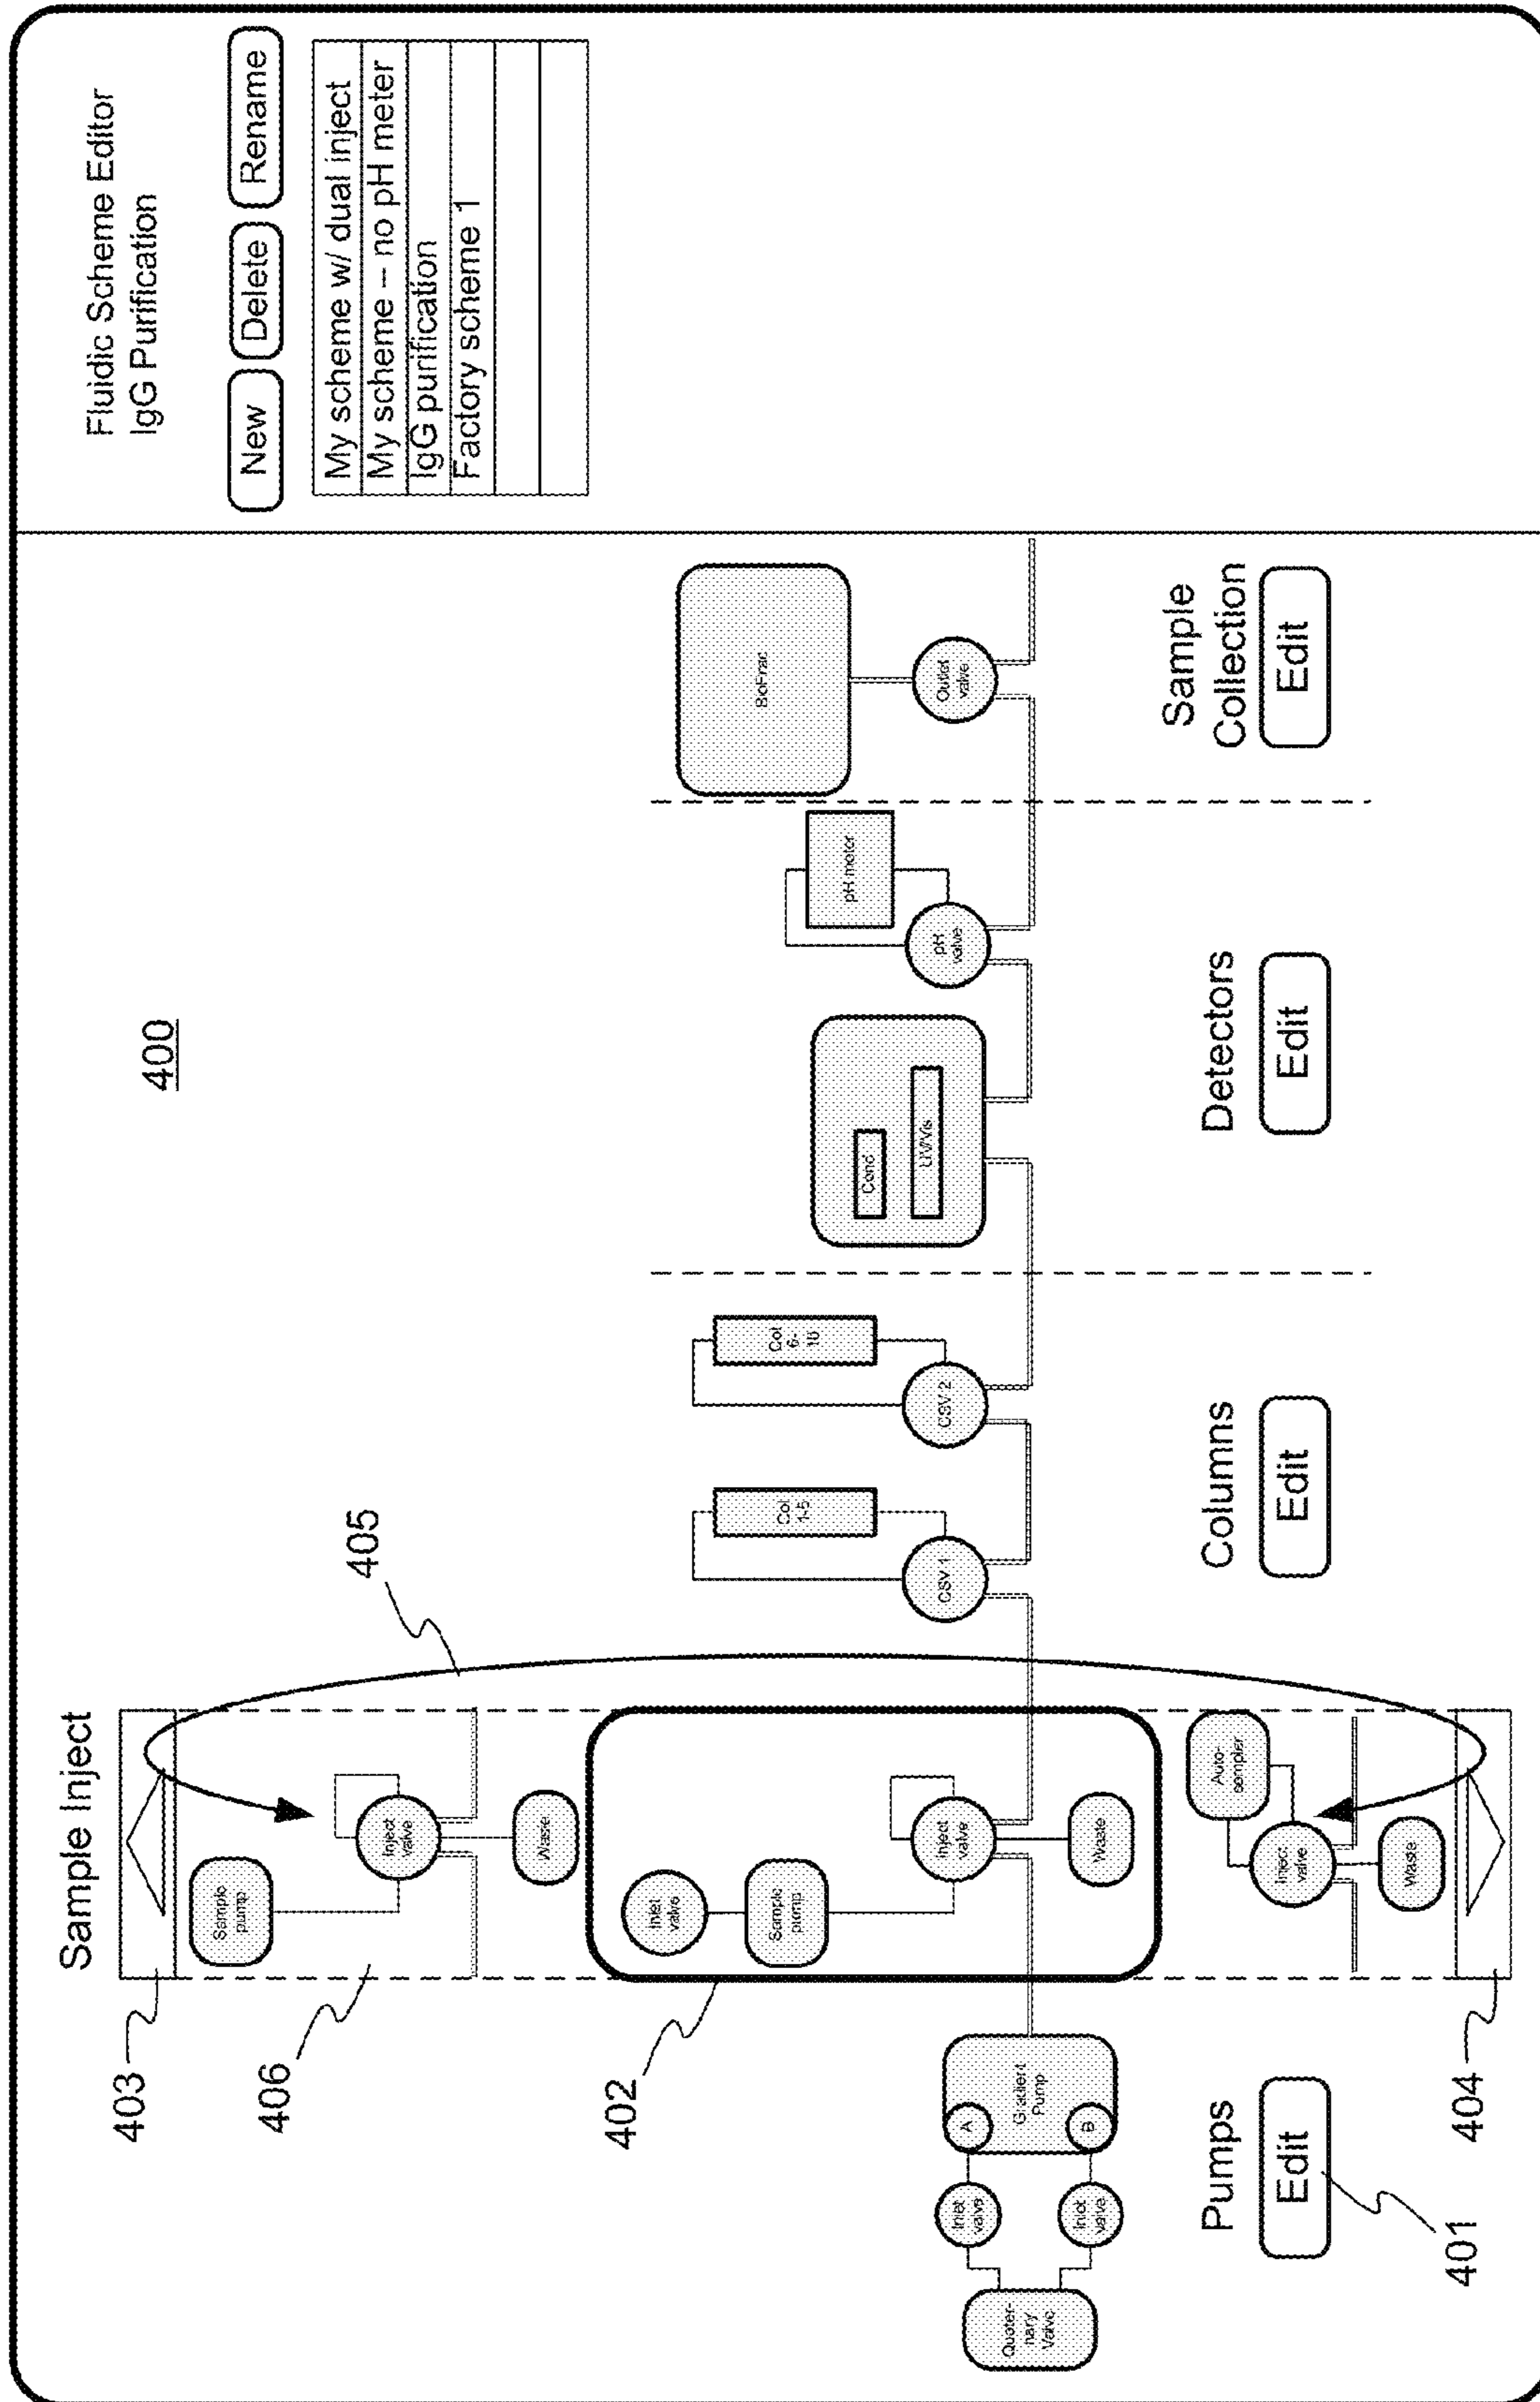 Fluidic Scheme Editor
IgG Purification
New
Delete
Rename
My scheme w/ dual inject
My scheme – no pH meter
IgG purification
Factory scheme 1
400
Sample Inject
403
406
402
405
Sample
pump
Inject
valve
Waste
Inlet
valve
Sample
pump
Inject
valve
Waste
Auto-
sampler
Inject
valve
Waste
404
Quater-
nary
Valve
Inlet
valve
Inlet
valve
A
B
Gradient
Pump
CSV 1
Col
1-5
CSV 2
Col
6-
10
Cond
UV/Vis
pH
valve
pH meter
Outlet
valve
Pumps
Edit
401
Columns
Edit
Detectors
Edit
Sample
Collection
Edit